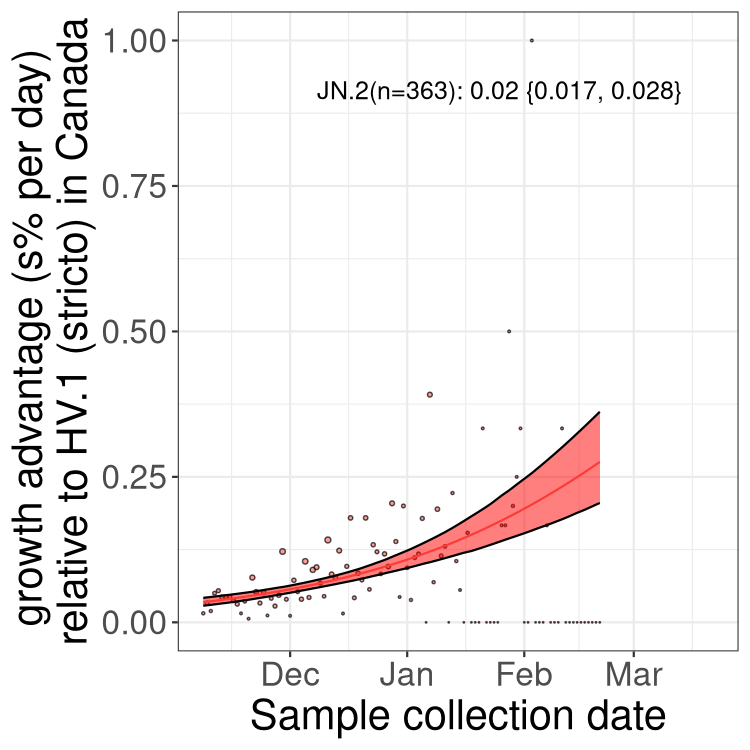 growth advantage (s% per day)
relative to HV.1 (stricto) in Canada
1.00
JN.2(n=363): 0.02 {0.017, 0.028}
0.75
0.50
0.25
0.00
Dec Jan Feb Mar
Sample collection date